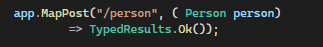 app.MapPost("/person", ( Person person)
=> TypedResults.Ok());